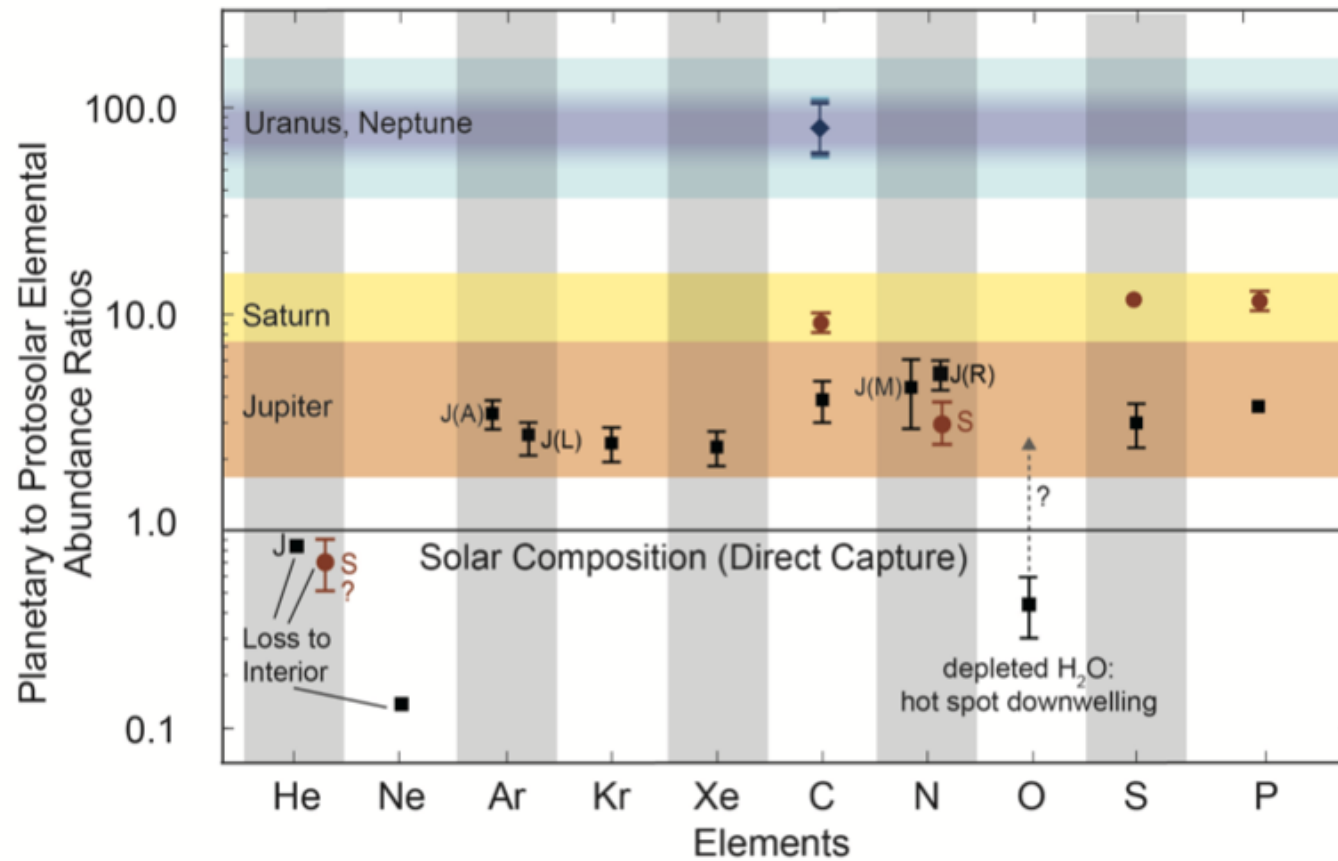 Planetary to Protosolar Elemental
Abundance Ratios
100.0
10.0
1.0
0.1
Uranus, Neptune
Saturn
Jupiter
J(A)
J(L)
J(M)
J(R)
S
?
J
S
?
Solar Composition (Direct Capture)
Loss to
Interior
depleted H₂O:
hot spot downwelling
He Ne Ar Kr Xe C N O S P
Elements